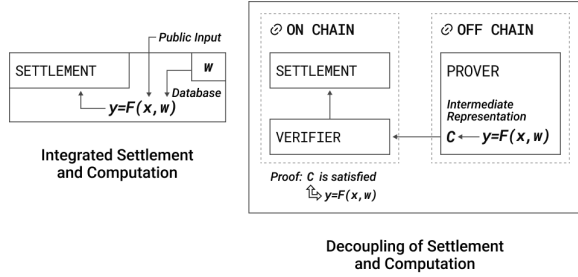 Public Input
SETTLEMENT
w
Database
y=F(x,w)
Integrated Settlement
and Computation
ON CHAIN
SETTLEMENT
VERIFIER
Proof: C is satisfied
y=F(x,w)
OFF CHAIN
PROVER
Intermediate
Representation
C y=F(x,w)
Decoupling of Settlement
and Computation